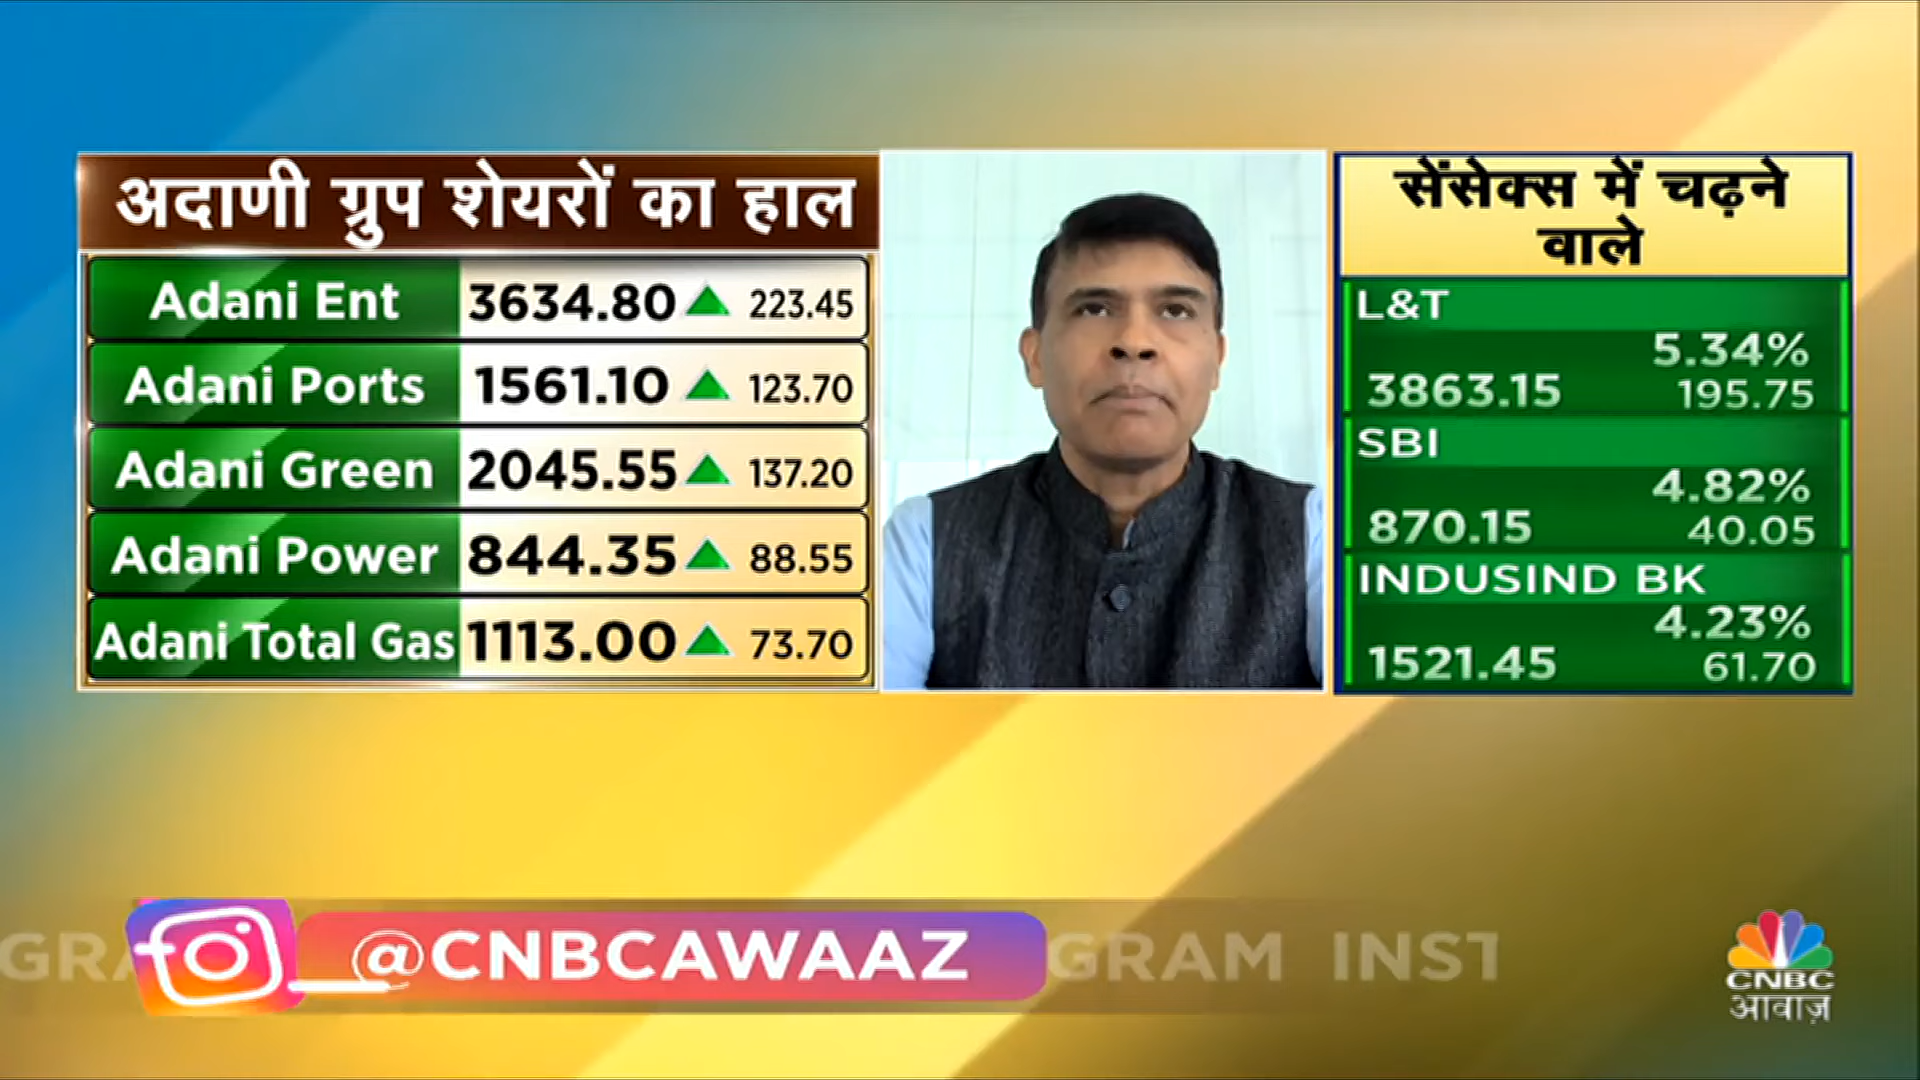 अदाणी ग्रुप शेयरों का हाल
Adani Ent 3634.80 223.45
Adani Ports 1561.10 123.70
Adani Green 2045.55 137.20
Adani Power 844.35 88.55
Adani Total Gas 1113.00 73.70
सेंसेक्स में चढ़ने
वाले
L&T
5.34%
3863.15 195.75
SBI
4.82%
870.15 40.05
INDUSIND BK
4.23%
1521.45 61.70
GRA @CNBCAWAAZ GRAM INST
CNBC
आवाज़